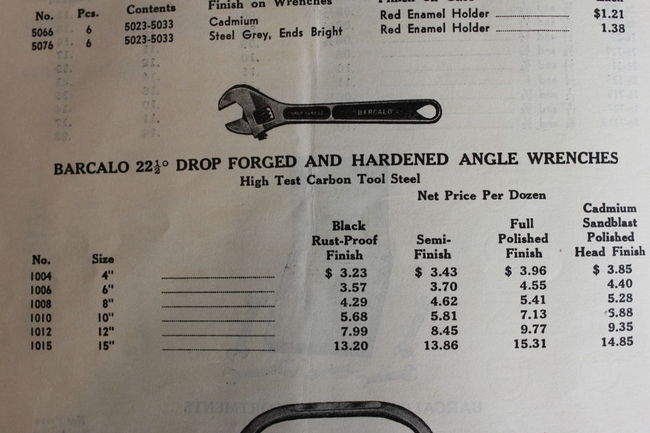 No. Pcs. Contents Finish on Wrenches
5066 6 5023-5033 Cadmium Red Enamel Holder $1.21
5076 6 5023-5033 Steel Grey, Ends Bright Red Enamel Holder 1.38
BARCALO
BARCALO 22½° DROP FORGED AND HARDENED ANGLE WRENCHES
High Test Carbon Tool Steel
Net Price Per Dozen
Cadmium
Black Full Sandblast
Rust-Proof Semi- Polished Polished
No. Size Finish Finish Finish Head Finish
1004 4" $ 3.23 $ 3.43 $ 3.96 $ 3.85
1006 6" 3.57 3.70 4.55 4.40
1008 8" 4.29 4.62 5.41 5.28
1010 10" 5.68 5.81 7.13 .88
1012 12" 7.99 8.45 9.77 9.35
1015 15" 13.20 13.86 15.31 14.85